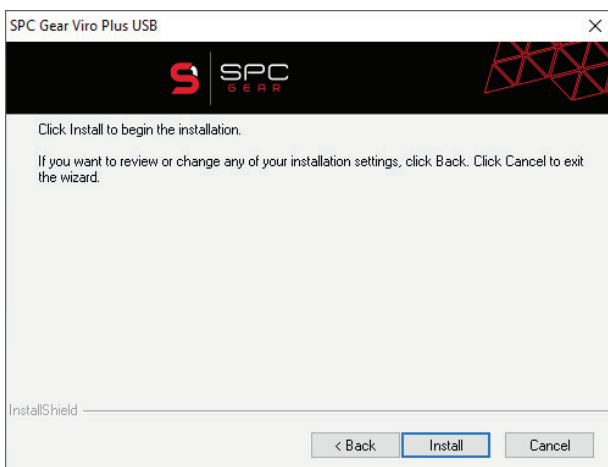 SPC Gear Viro Plus USB
SPC
GEAR
Click Install to begin the installation.
If you want to review or change any of your installation settings, click Back. Click Cancel to exit
the wizard.
InstallShield
< Back Install Cancel